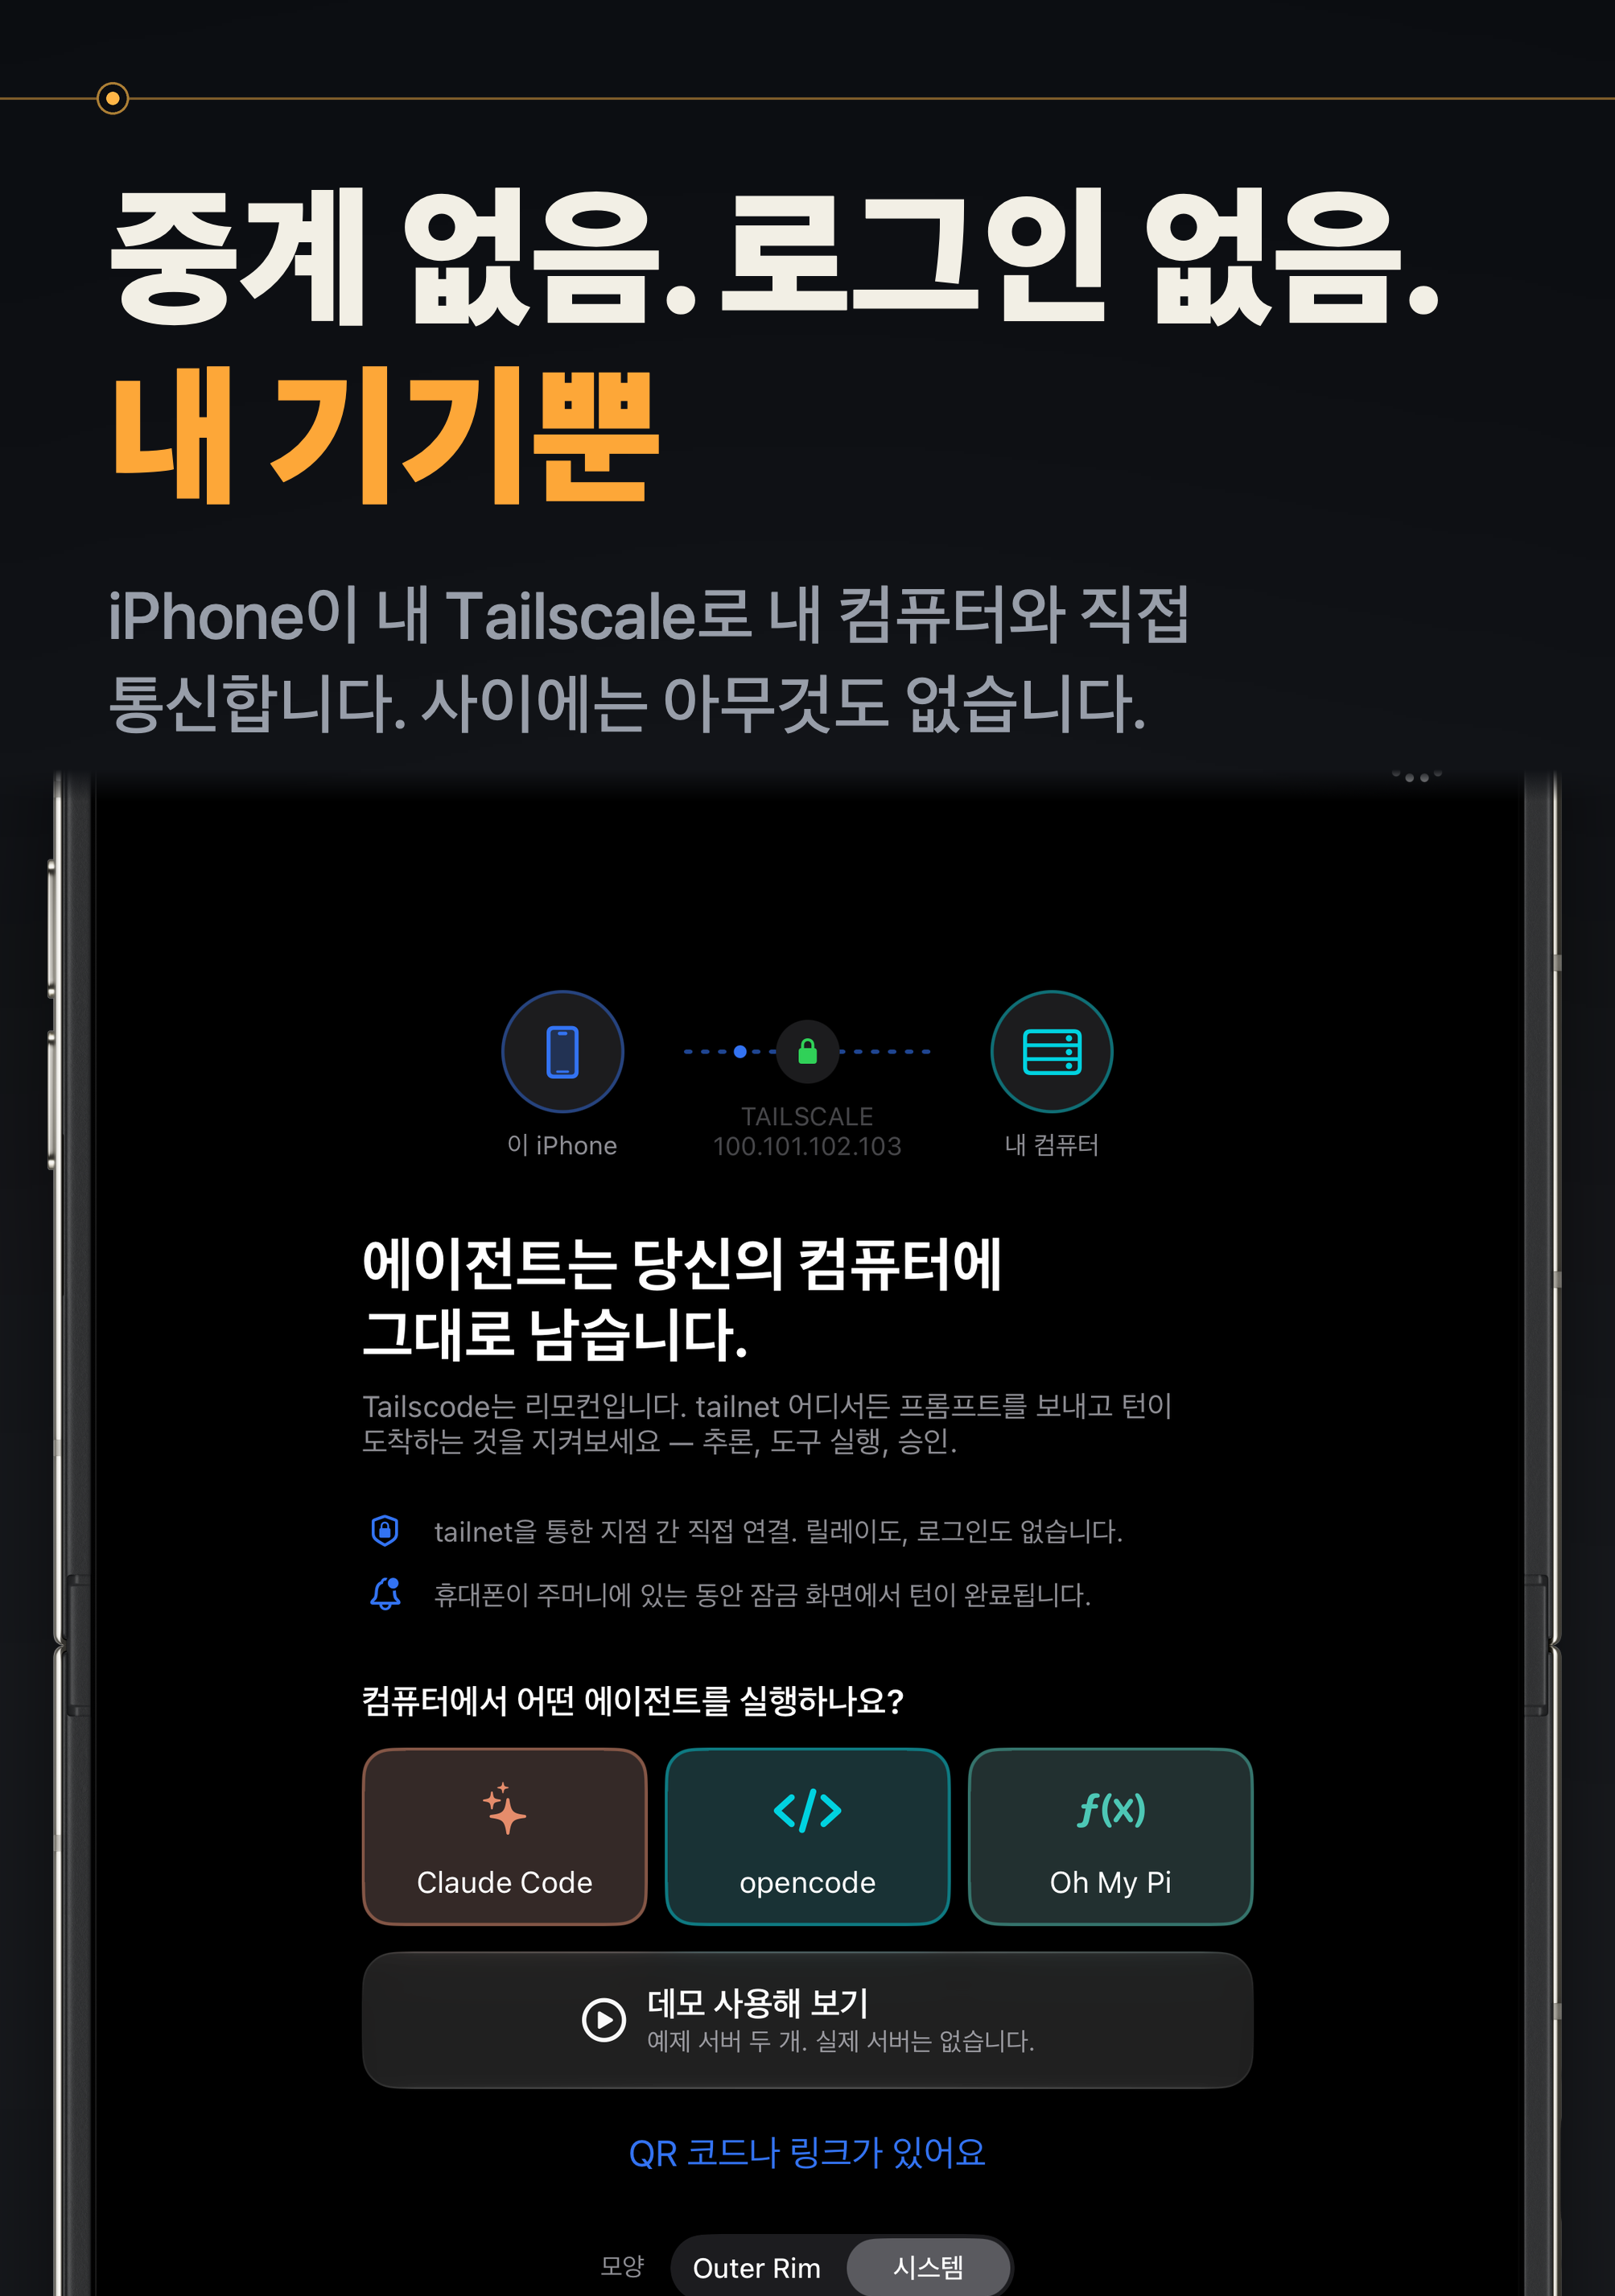 중계 없음. 로그인 없음.
내 기기뿐
iPhone이 내 Tailscale로 내 컴퓨터와 직접
통신합니다. 사이에는 아무것도 없습니다.
TAILSCALE
이 iPhone 100.101.102.103 내 컴퓨터
에이전트는 당신의 컴퓨터에
그대로 남습니다.
Tailscode는 리모컨입니다. tailnet 어디서든 프롬프트를 보내고 턴이
도착하는 것을 지켜보세요 — 추론, 도구 실행, 승인.
tailnet을 통한 지점 간 직접 연결. 릴레이도, 로그인도 없습니다.
휴대폰이 주머니에 있는 동안 잠금 화면에서 턴이 완료됩니다.
컴퓨터에서 어떤 에이전트를 실행하나요?
</> ƒ(x)
Claude Code opencode Oh My Pi
데모 사용해 보기
예제 서버 두 개. 실제 서버는 없습니다.
QR 코드나 링크가 있어요
모양 Outer Rim 시스템